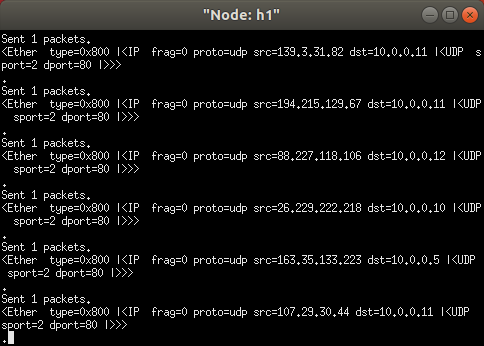 "Node: h1"
Sent 1 packets.
<Ether  type=0x800 |<IP  frag=0 proto=udp src=139.3.31.82 dst=10.0.0.11 |<UDP  s
port=2 dport=80 |>>>
.
Sent 1 packets.
<Ether  type=0x800 |<IP  frag=0 proto=udp src=194.215.129.67 dst=10.0.0.11 |<UDP
  sport=2 dport=80 |>>>
.
Sent 1 packets.
<Ether  type=0x800 |<IP  frag=0 proto=udp src=88.227.118.106 dst=10.0.0.12 |<UDP
  sport=2 dport=80 |>>>
.
Sent 1 packets.
<Ether  type=0x800 |<IP  frag=0 proto=udp src=26.229.222.218 dst=10.0.0.10 |<UDP
  sport=2 dport=80 |>>>
.
Sent 1 packets.
<Ether  type=0x800 |<IP  frag=0 proto=udp src=163.35.133.223 dst=10.0.0.5 |<UDP
 sport=2 dport=80 |>>>
.
Sent 1 packets.
<Ether  type=0x800 |<IP  frag=0 proto=udp src=107.29.30.44 dst=10.0.0.11 |<UDP
sport=2 dport=80 |>>>
.